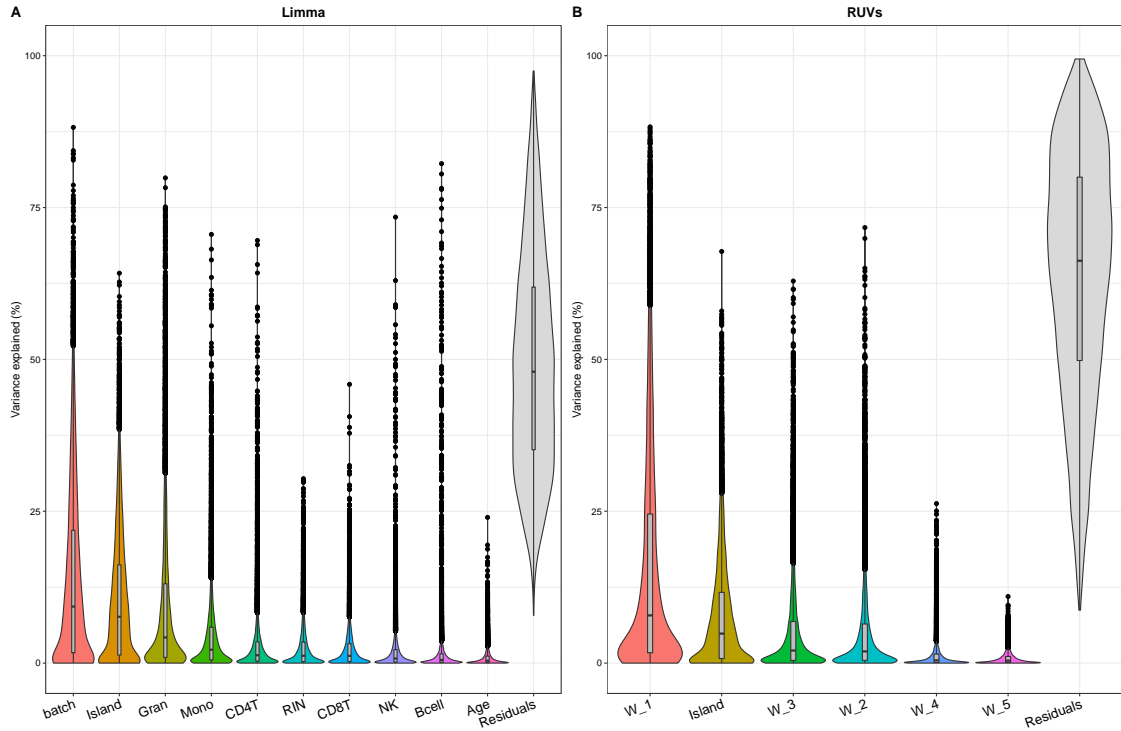 A
Limma
Variance explained (%)
100
75
50
25
0
batch
Island
Gran
Mono
CD4T
RIN
CD8T
NK
Bcell
Age
Residuals
B
RUVs
Variance explained (%)
100
75
50
25
0
W_1
Island
W_3
W_2
W_4
W_5
Residuals